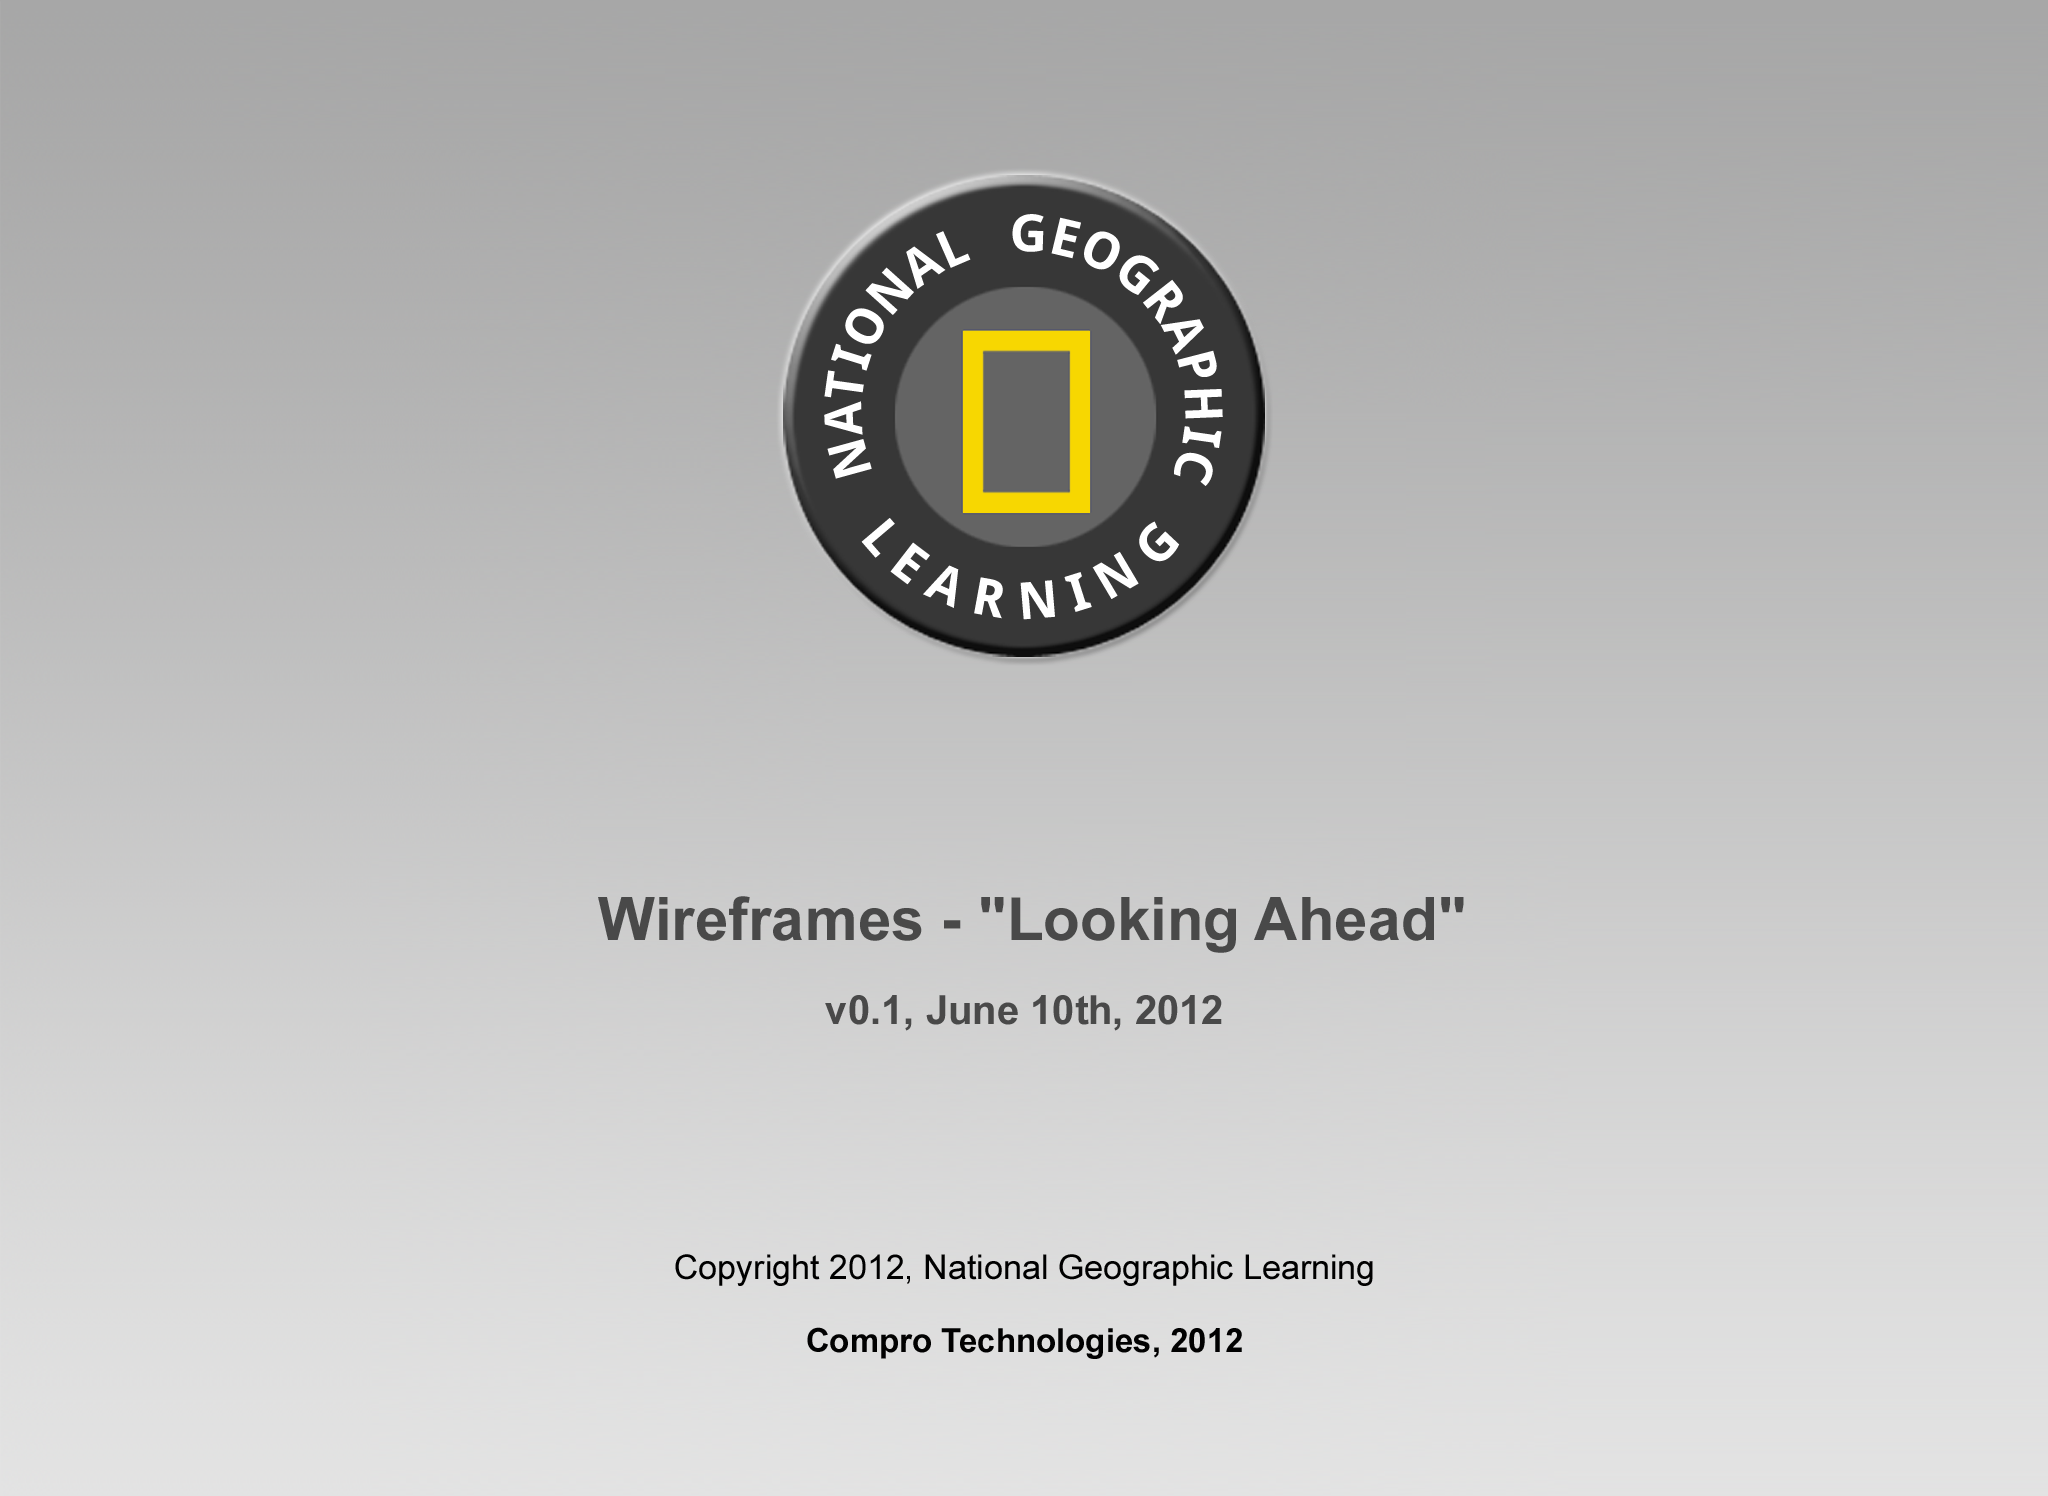 NATIONAL GEOGRAPHIC
LEARNING
Wireframes - "Looking Ahead"
v0.1, June 10th, 2012
Copyright 2012, National Geographic Learning
Compro Technologies, 2012